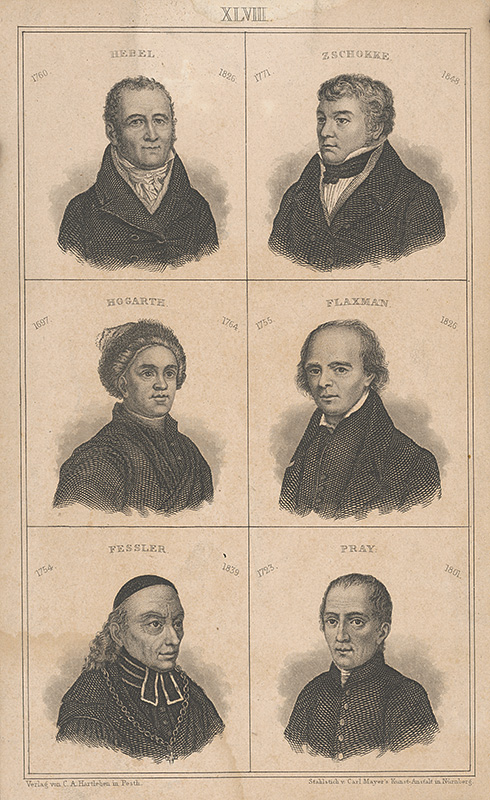 XLVIII.
HEBEL
1760.
1826.
ZSCHOKKE
1771.
1848.
HOGARTH
1697.
1764.
FLAXMAN
1755.
1826.
FESSLER
1754.
1839
PRAY
1723.
1801.
Verlag von C. A. Hartleben in Pesth.
Stahlstich v. Carl Mayer's Kunst-Anstalt in Nürnberg.